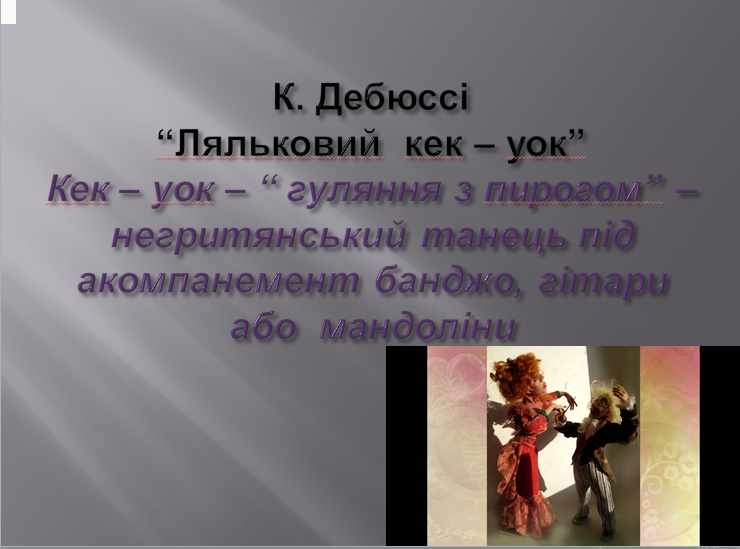 К. Дебюссі
“Ляльковий кек – уок”
Кек – уок – “ гуляння з пирогом” –
негритянський танець під
акомпанемент банджо, гітари
або мандоліни